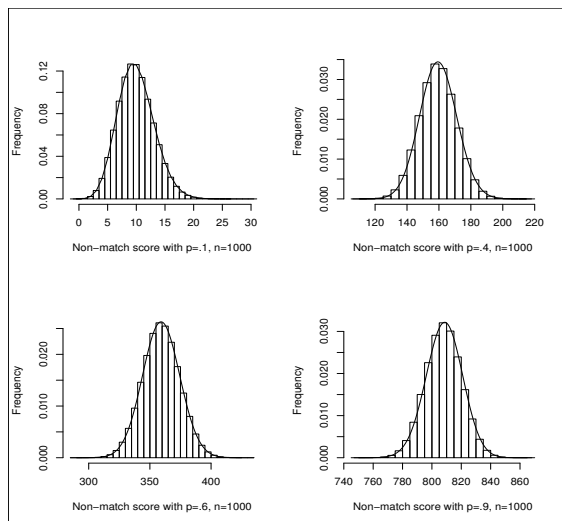 Frequency
0.00 0.04 0.08 0.12
0 5 10 15 20 25 30
Non-match score with p=.1, n=1000
Frequency
0.000 0.010 0.020 0.030
120 140 160 180 200 220
Non-match score with p=.4, n=1000
Frequency
0.000 0.010 0.020
300 350 400
Non-match score with p=.6, n=1000
Frequency
0.000 0.010 0.020 0.030
740 760 780 800 820 840 860
Non-match score with p=.9, n=1000